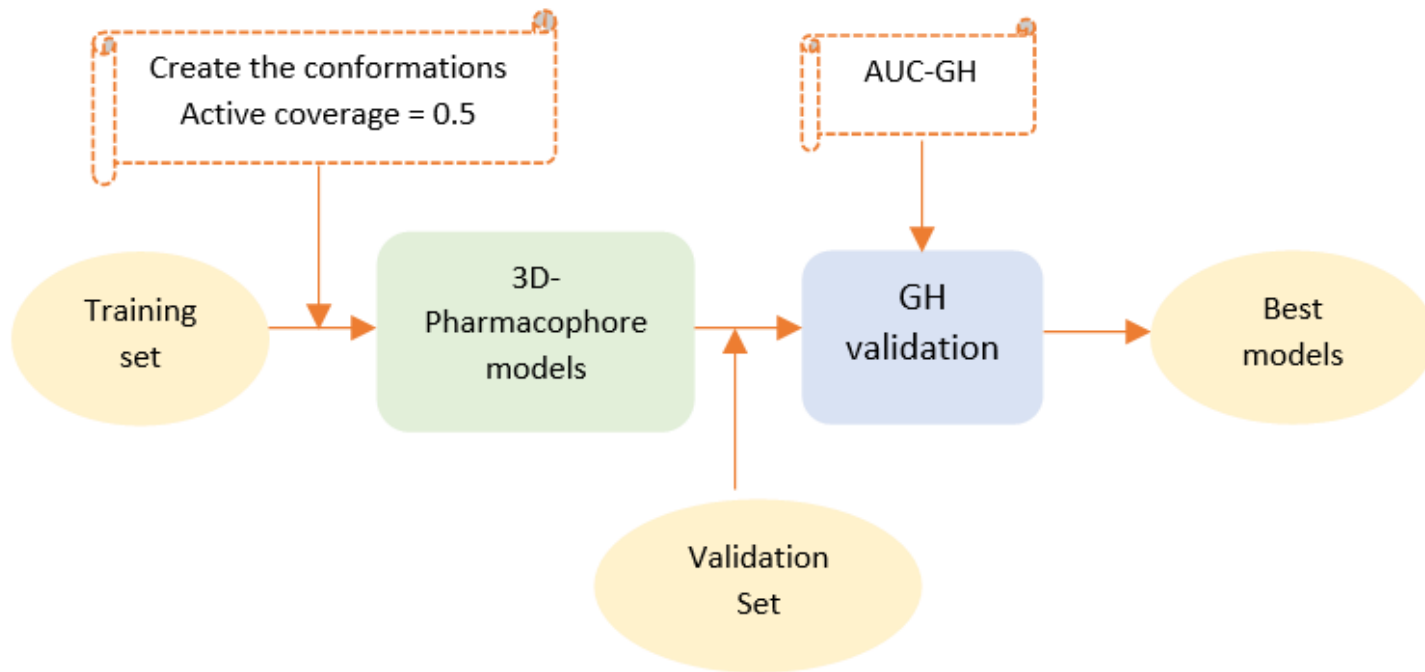 Create the conformations
Active coverage = 0.5
AUC-GH
Training
set
3D-
Pharmacophore
models
GH
validation
Best
models
Validation
Set